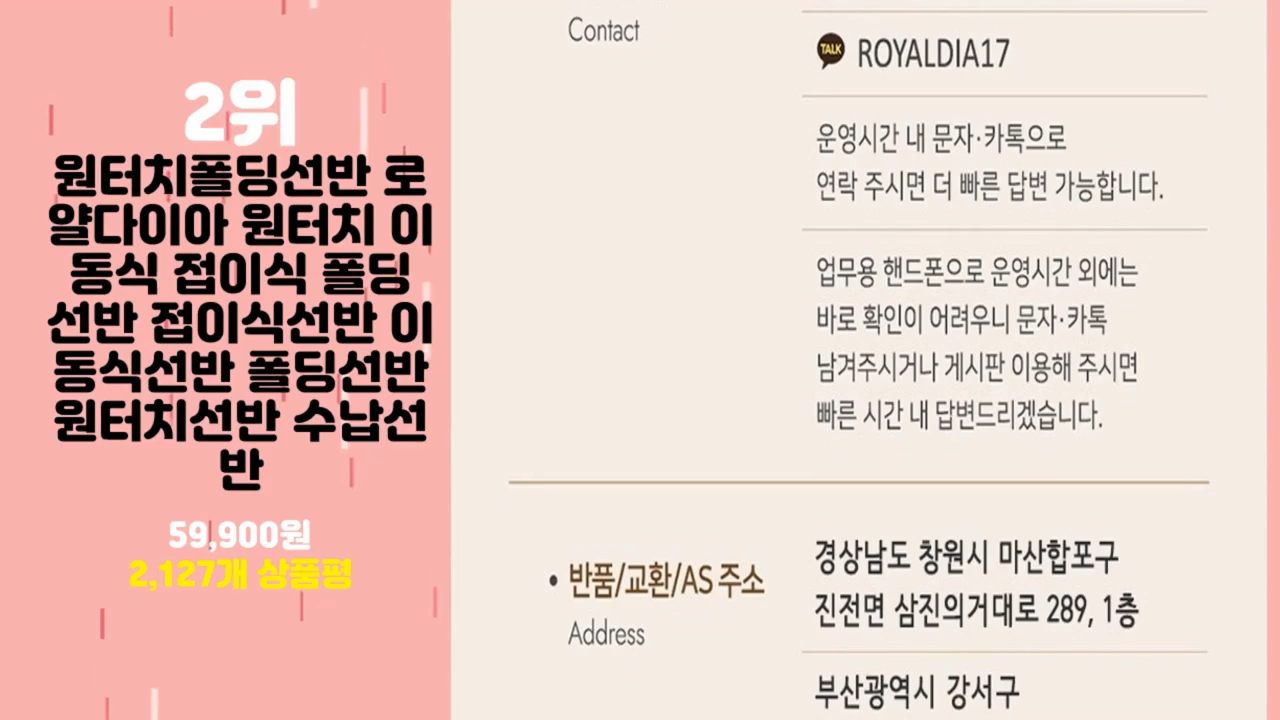 2위
원터치폴딩선반 로
얄다이아 원터치 이
동식 접이식 폴딩
선반 접이식선반 이
동식선반 폴딩선반
원터치선반 수납선
반
59,900원
2,127개 상품평
Contact
TALK ROYALDIA17
운영시간 내 문자·카톡으로
연락 주시면 더 빠른 답변 가능합니다.
업무용 핸드폰으로 운영시간 외에는
바로 확인이 어려우니 문자·카톡
남겨주시거나 게시판 이용해 주시면
빠른 시간 내 답변드리겠습니다.
• 반품/교환/AS 주소
Address
경상남도 창원시 마산합포구
진전면 삼진의거대로 289, 1층
부산광역시 강서구